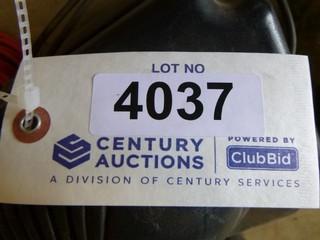 LOT NO
4037
CENTURY AUCTIONS
POWERED BY
ClubBid
A DIVISION OF CENTURY SERVICES